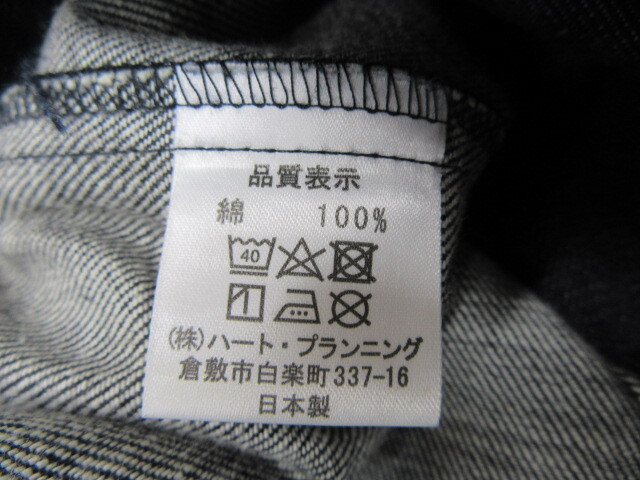 品質表示
綿 100%
40
(株)ハート・プランニング
倉敷市白楽町337-16
日本製